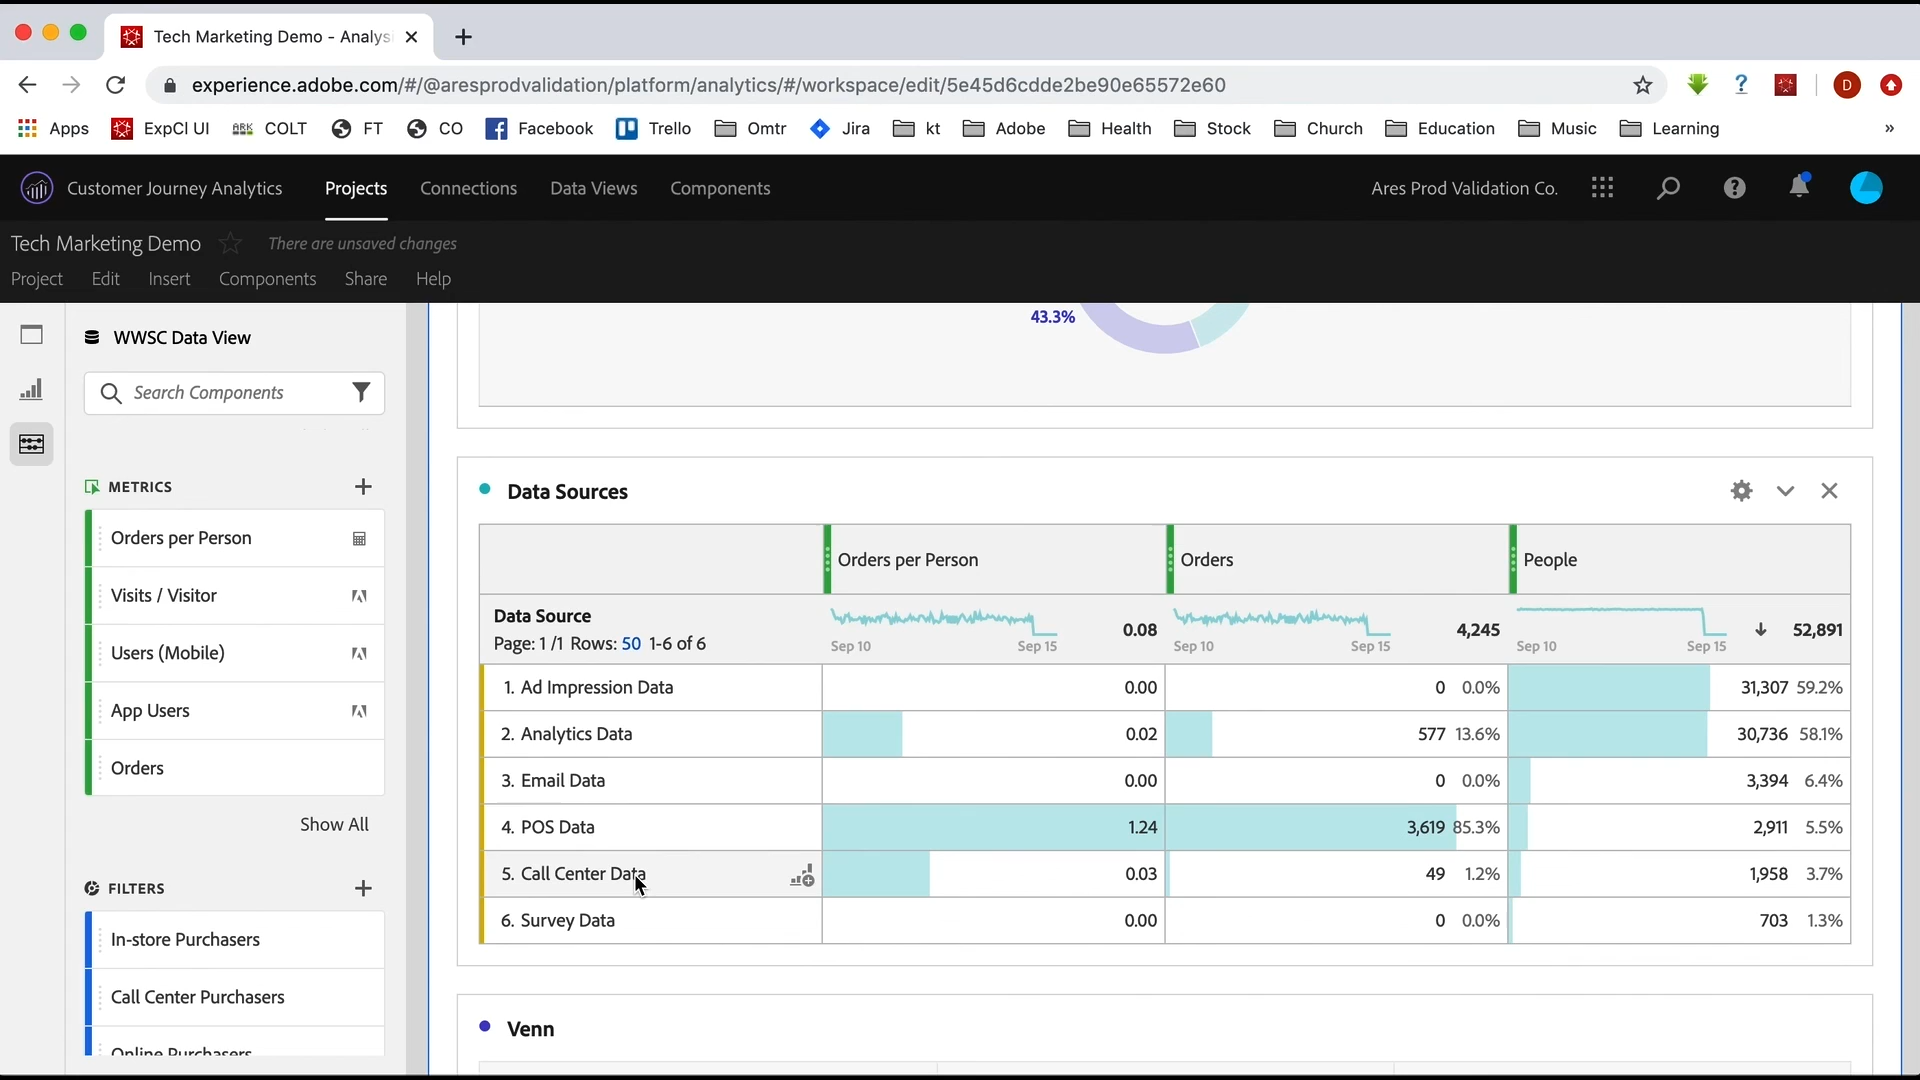 Tech Marketing Demo - Analysi
experience.adobe.com/#/@aresprodvalidation/platform/analytics/#/workspace/edit/5e45d6cdde2be90e65572e60
D
Apps ExpCl UI ARK COLT FT CO Facebook Trello Omtr Jira kt Adobe Health Stock Church Education Music Learning »
Customer Journey Analytics Projects Connections Data Views Components Ares Prod Validation Co.
Tech Marketing Demo There are unsaved changes
Project Edit Insert Components Share Help
WWSC Data View
Search Components
METRICS
Orders per Person
Visits / Visitor
Users (Mobile)
App Users
Orders
Show All
FILTERS
In-store Purchasers
Call Center Purchasers
Online Purchasers
43.3%
Data Sources
Orders per Person Orders People
Data Source
Page: 1 /1 Rows: 50 1-6 of 6
Sep 10 Sep 15 0.08 Sep 10 Sep 15 4,245 Sep 10 Sep 15 52,891
1. Ad Impression Data 0.00 0 0.0% 31,307 59.2%
2. Analytics Data 0.02 577 13.6% 30,736 58.1%
3. Email Data 0.00 0 0.0% 3,394 6.4%
4. POS Data 1.24 3,619 85.3% 2,911 5.5%
5. Call Center Data 0.03 49 1.2% 1,958 3.7%
6. Survey Data 0.00 0 0.0% 703 1.3%
Venn